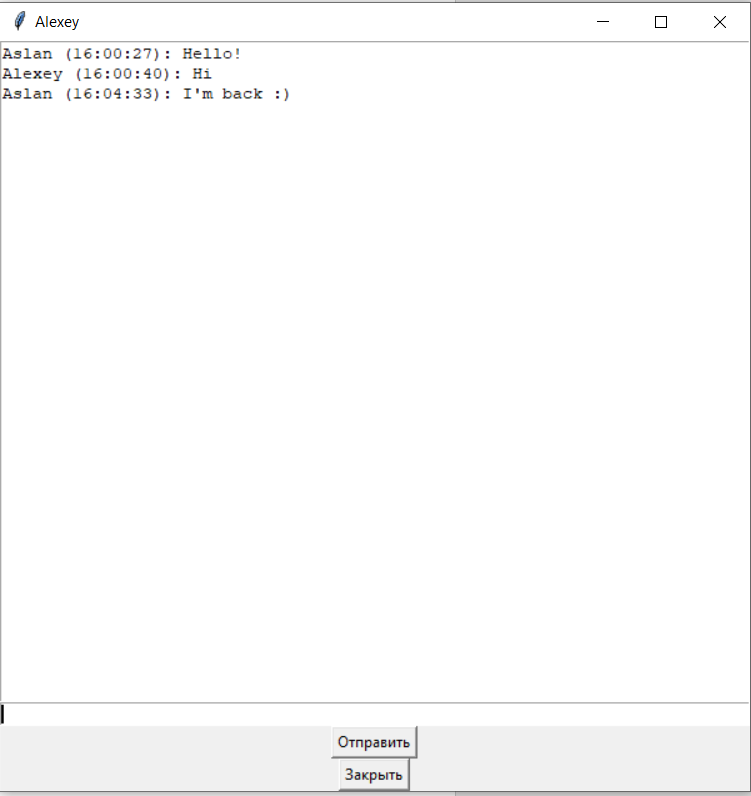 Alexey
Aslan (16:00:27): Hello!
Alexey (16:00:40): Hi
Aslan (16:04:33): I'm back :)
Отправить
Закрыть